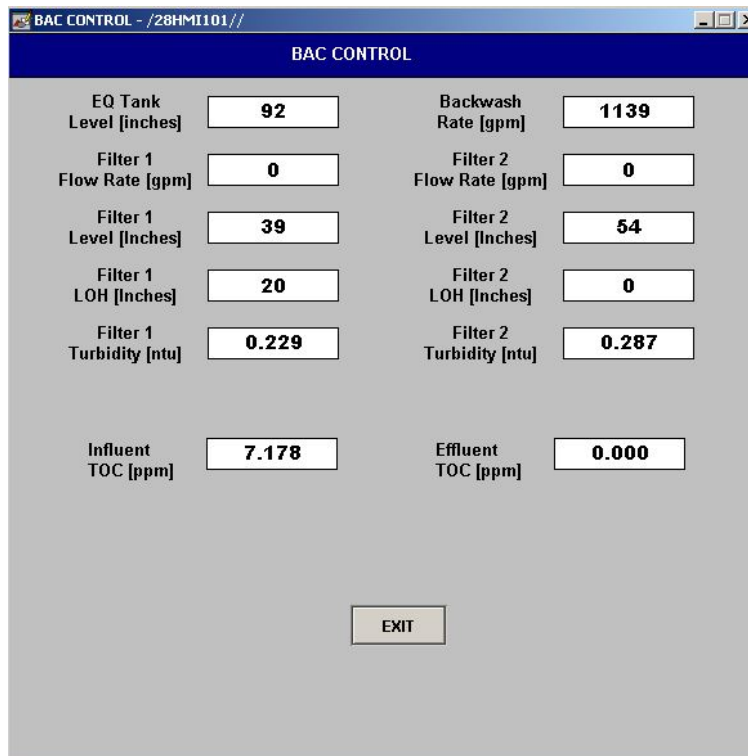 BAC CONTROL - /28HMI101//
BAC CONTROL
EQ Tank
Level [inches]
92
Backwash
Rate [gpm]
1139
Filter 1
Flow Rate [gpm]
0
Filter 2
Flow Rate [gpm]
0
Filter 1
Level [Inches]
39
Filter 2
Level [Inches]
54
Filter 1
LOH [Inches]
20
Filter 2
LOH [Inches]
0
Filter 1
Turbidity [ntu]
0.229
Filter 2
Turbidity [ntu]
0.287
Influent
TOC [ppm]
7.178
Effluent
TOC [ppm]
0.000
EXIT